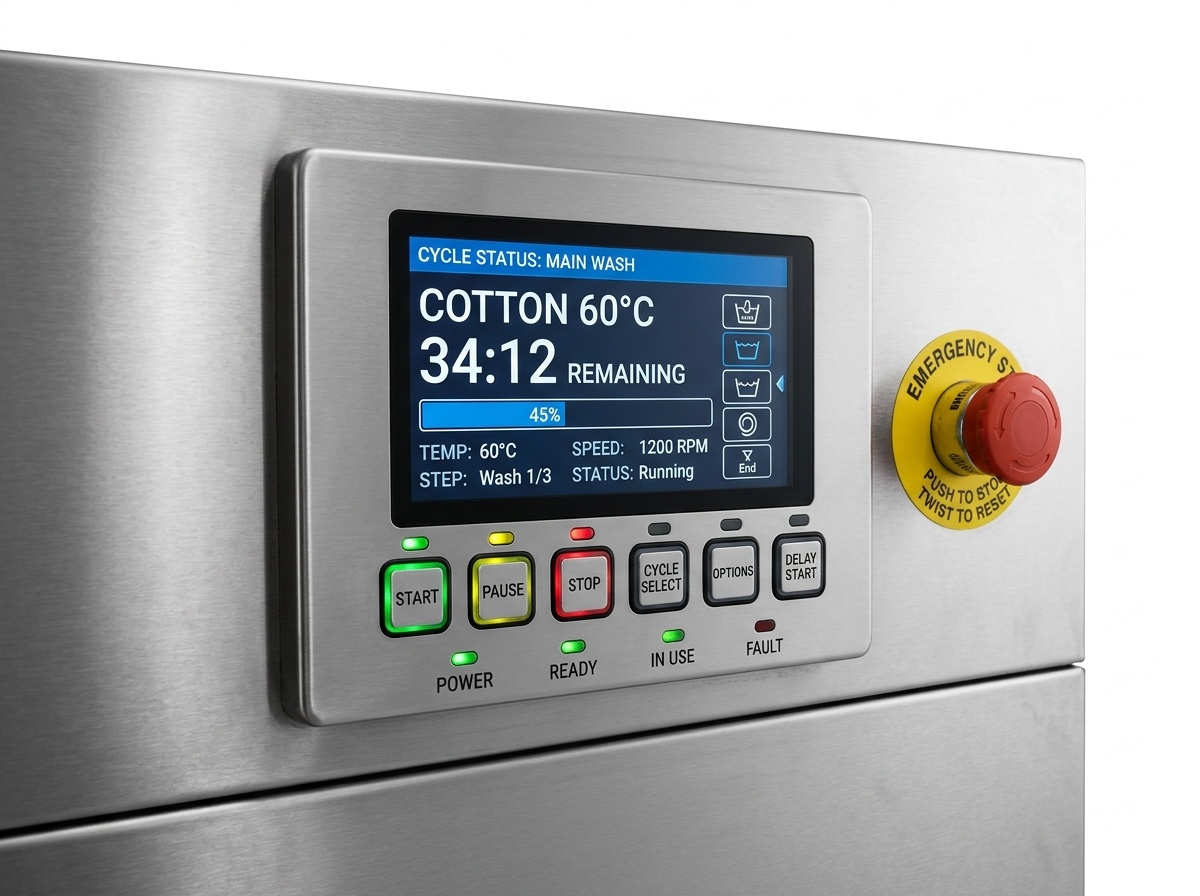 CYCLE STATUS: MAIN WASH
COTTON 60°C
34:12 REMAINING
45%
TEMP: 60°C SPEED: 1200 RPM
STEP: Wash 1/3 STATUS: Running
End
START PAUSE STOP CYCLE SELECT OPTIONS DELAY START
POWER READY IN USE FAULT
EMERGENCY
PUSH TO
TWIST TO RESET